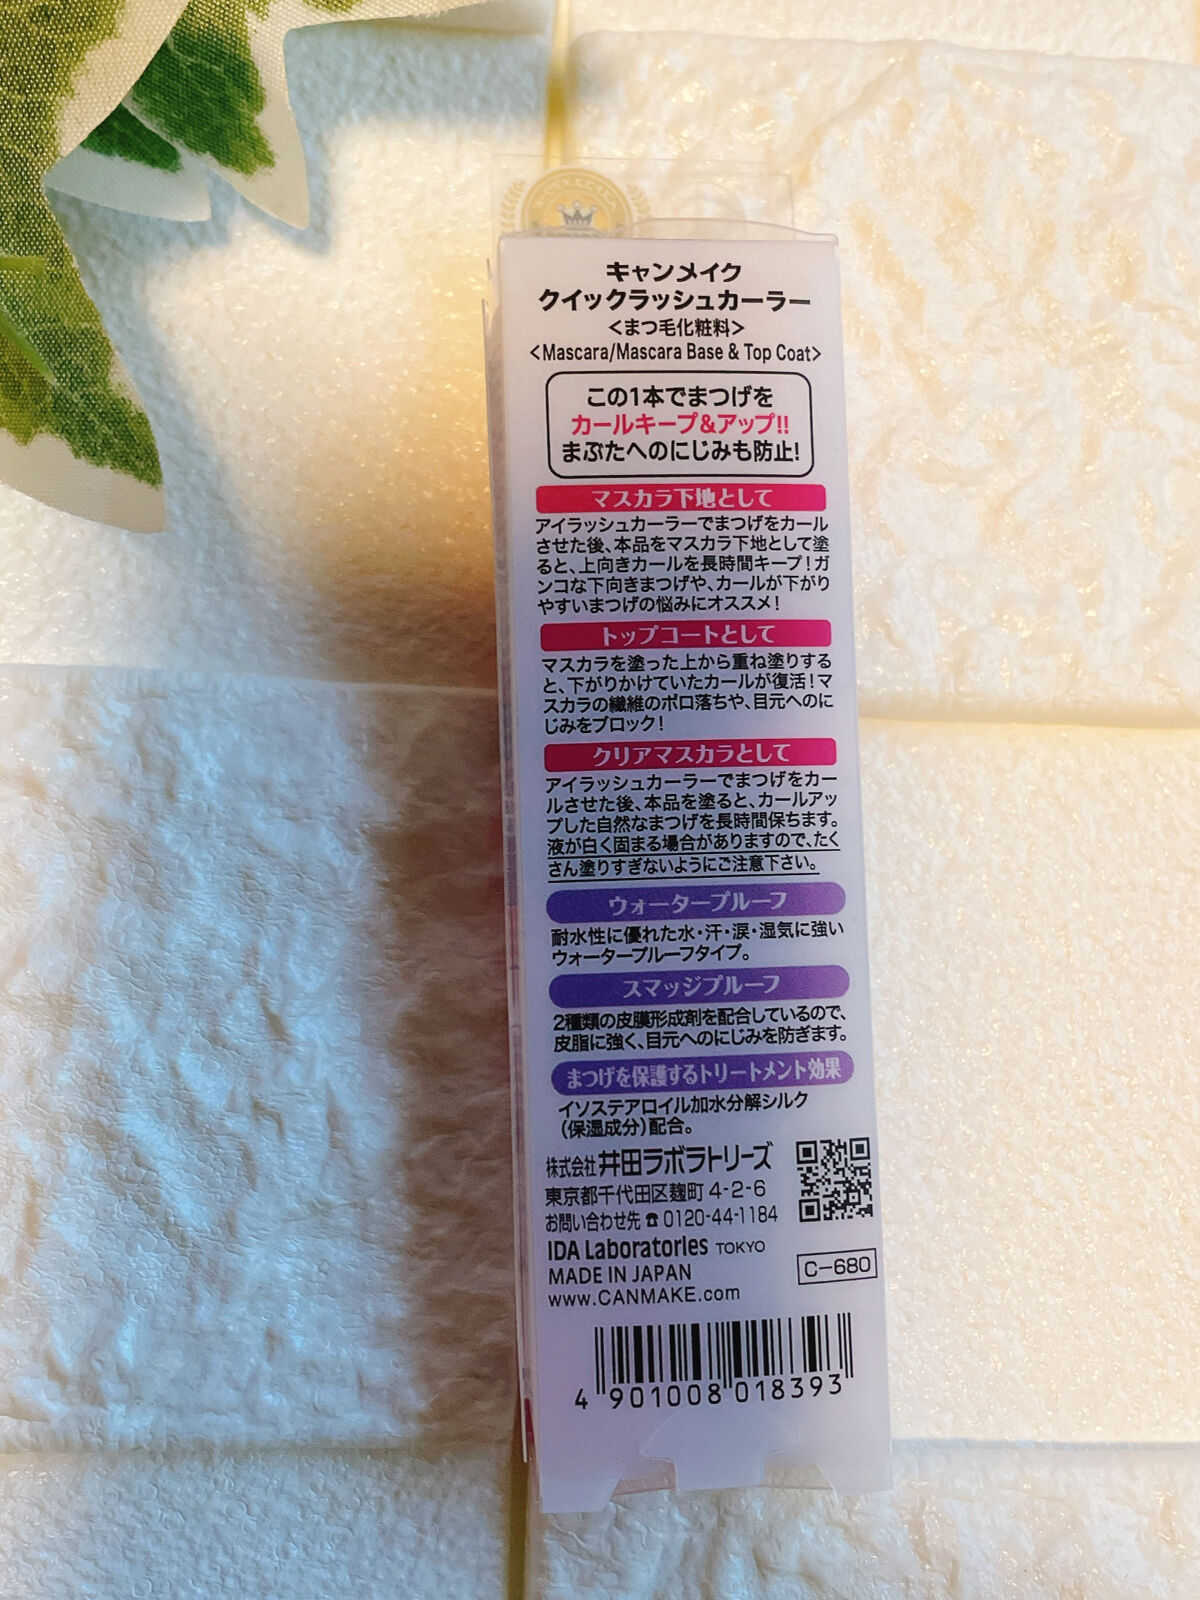 キャンメイク
クイックラッシュカーラー
<まつ毛化粧料>
<Mascara/Mascara Base & Top Coat>
この1本でまつげを
カールキープ&アップ!!
まぶたへのにじみも防止!
マスカラ下地として
アイラッシュカーラーでまつげをカール
させた後、本品をマスカラ下地として塗
ると、上向きカールを長時間キープ!ガ
ンコな下向きまつげや、カールが下がり
やすいまつげの悩みにオススメ!
トップコートとして
マスカラを塗った上から重ね塗りする
と、下がりかけていたカールが復活!マ
スカラの繊維のポロ落ちや、目元へのに
じみをブロック!
クリアマスカラとして
アイラッシュカーラーでまつげをカー
ルさせた後、本品を塗ると、カールアッ
プした自然なまつげを長時間保ちます。
液が白く固まる場合がありますので、たく
さん塗りすぎないようにご注意下さい。
ウォータープルーフ
耐水性に優れた水・汗・涙・湿気に強い
ウォータープルーフタイプ。
スマッジプルーフ
2種類の皮膜形成剤を配合しているので、
皮脂に強く、目元へのにじみを防ぎます。
まつげを保護するトリートメント効果
イソステアロイル加水分解シルク
(保湿成分)配合。
株式会社 井田ラボラトリーズ
東京都千代田区麹町 4-2-6
お問い合わせ先 ☎ 0120-44-1184
IDA Laboratories TOKYO
MADE IN JAPAN
www.CANMAKE.com
C-680
4 901008 018393